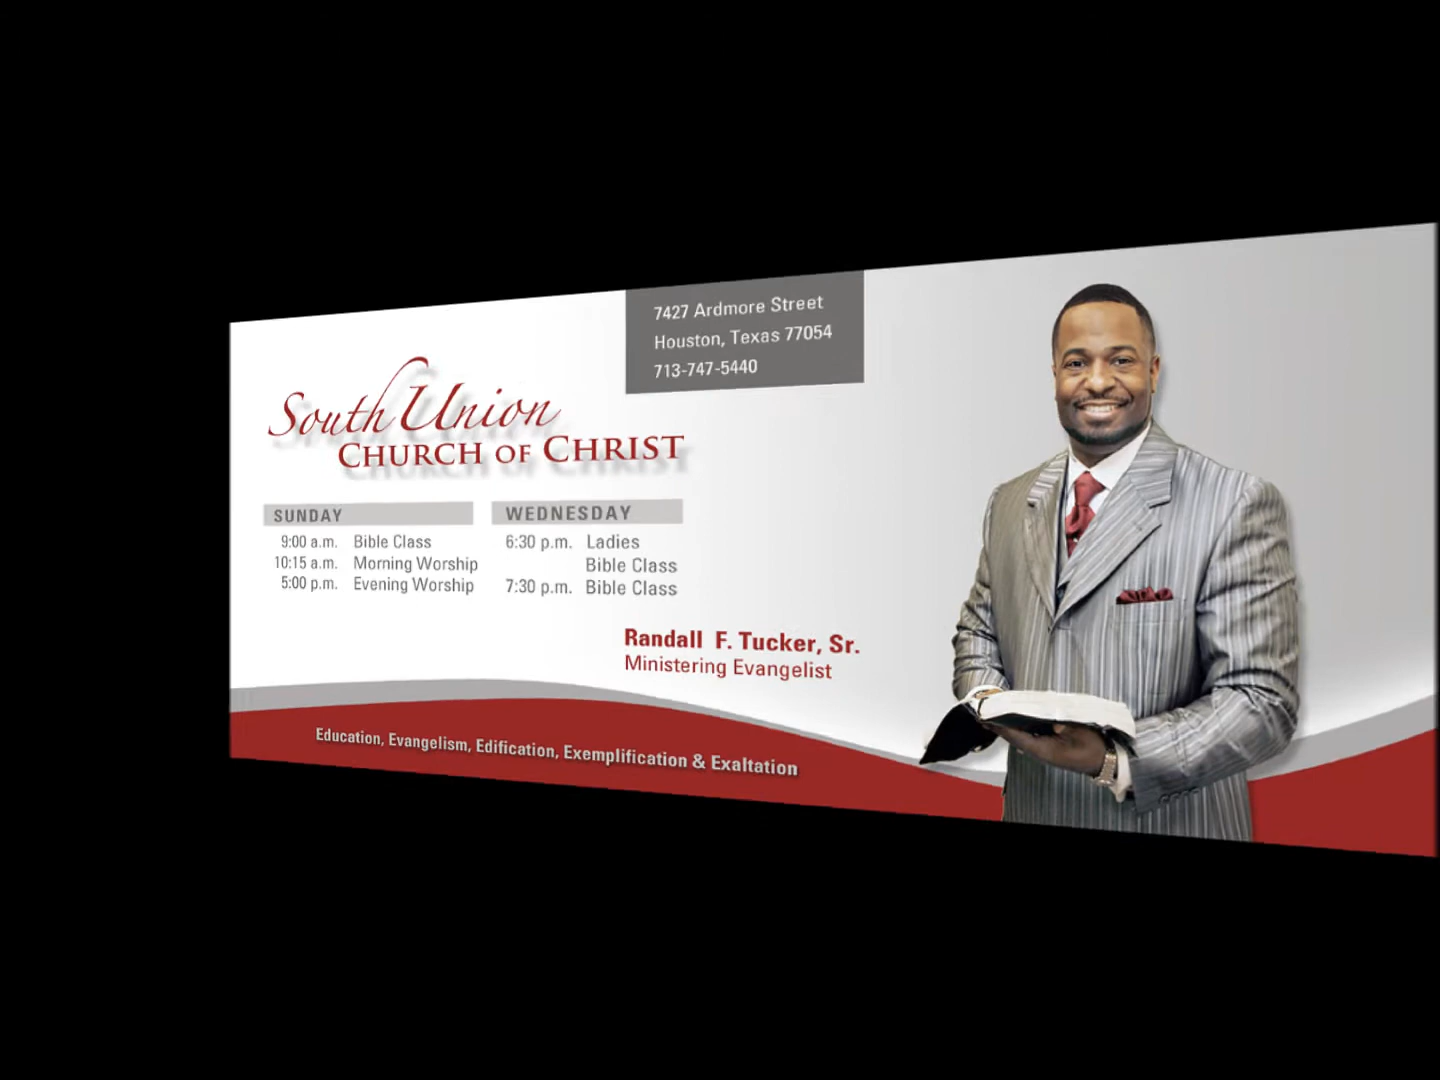 7427 Ardmore Street
Houston, Texas 77054
713-747-5440
South Union
CHURCH OF CHRIST
SUNDAY
9:00 a.m. Bible Class
10:15 a.m. Morning Worship
5:00 p.m. Evening Worship
WEDNESDAY
6:30 p.m. Ladies
Bible Class
7:30 p.m. Bible Class
Randall F. Tucker, Sr.
Ministering Evangelist
Education, Evangelism, Edification, Exemplification & Exaltation